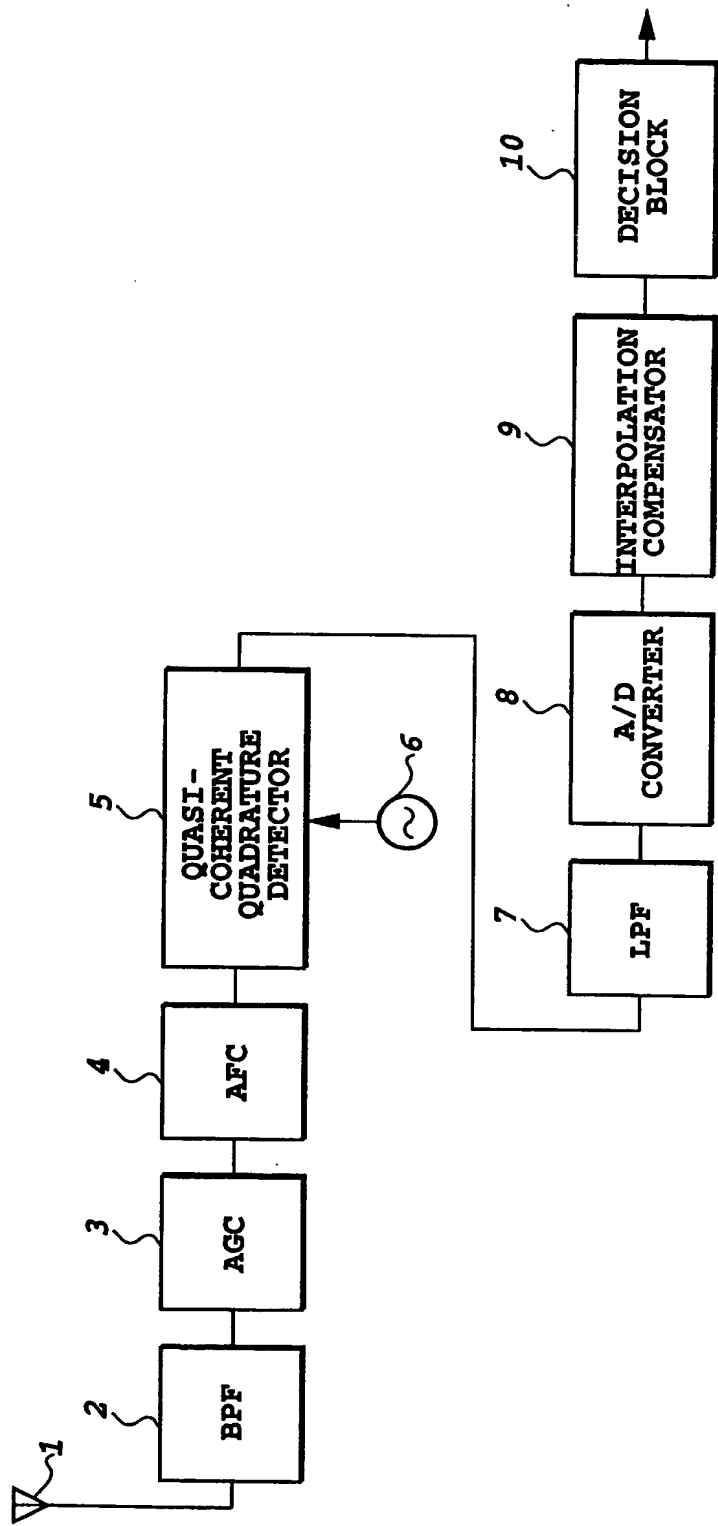 1
2
BPF
3
AGC
4
AFC
5
QUASI-
COHERENT
QUADRATURE
DETECTOR
6
7
LPF
8
A/D
CONVERTER
9
INTERPOLATION
COMPENSATOR
10
DECISION
BLOCK